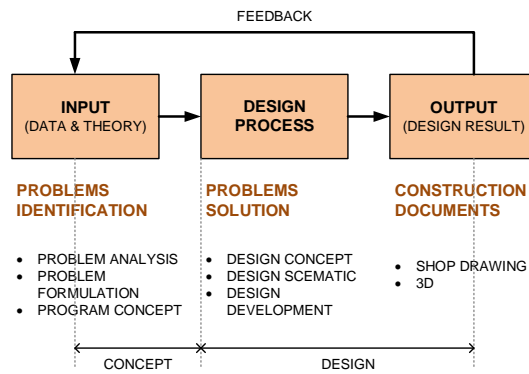 FEEDBACK
INPUT
(DATA & THEORY)
DESIGN
PROCESS
OUTPUT
(DESIGN RESULT)
PROBLEMS
IDENTIFICATION
PROBLEMS
SOLUTION
CONSTRUCTION
DOCUMENTS
• PROBLEM ANALYSIS
• PROBLEM
FORMULATION
• PROGRAM CONCEPT
• DESIGN CONCEPT
• DESIGN SCEMATIC
• DESIGN
DEVELOPMENT
• SHOP DRAWING
• 3D
CONCEPT
DESIGN